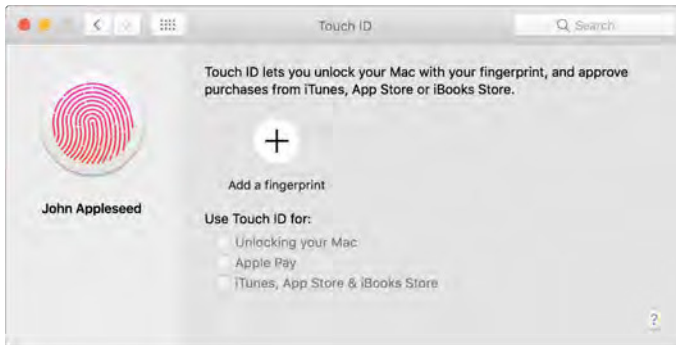 Touch ID
Search
Touch ID lets you unlock your Mac with your fingerprint, and approve
purchases from iTunes, App Store or iBooks Store.
Add a fingerprint
John Appleseed
Use Touch ID for:
Unlocking your Mac
Apple Pay
iTunes, App Store & iBooks Store
?